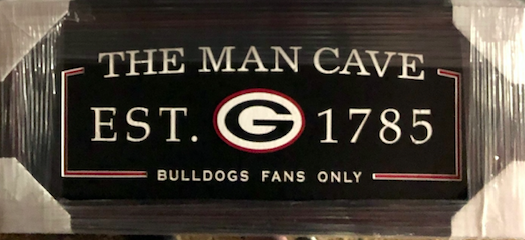 THE MAN CAVE
EST. G 1785
BULLDOGS FANS ONLY